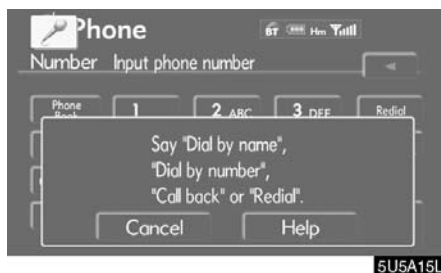 Phone
BT Hm
Number Input phone number
Phone Book 1 2 ABC 3 DEF Redial
Say "Dial by name",
"Dial by number",
"Call back" or "Redial".
Cancel Help
5U5A15L